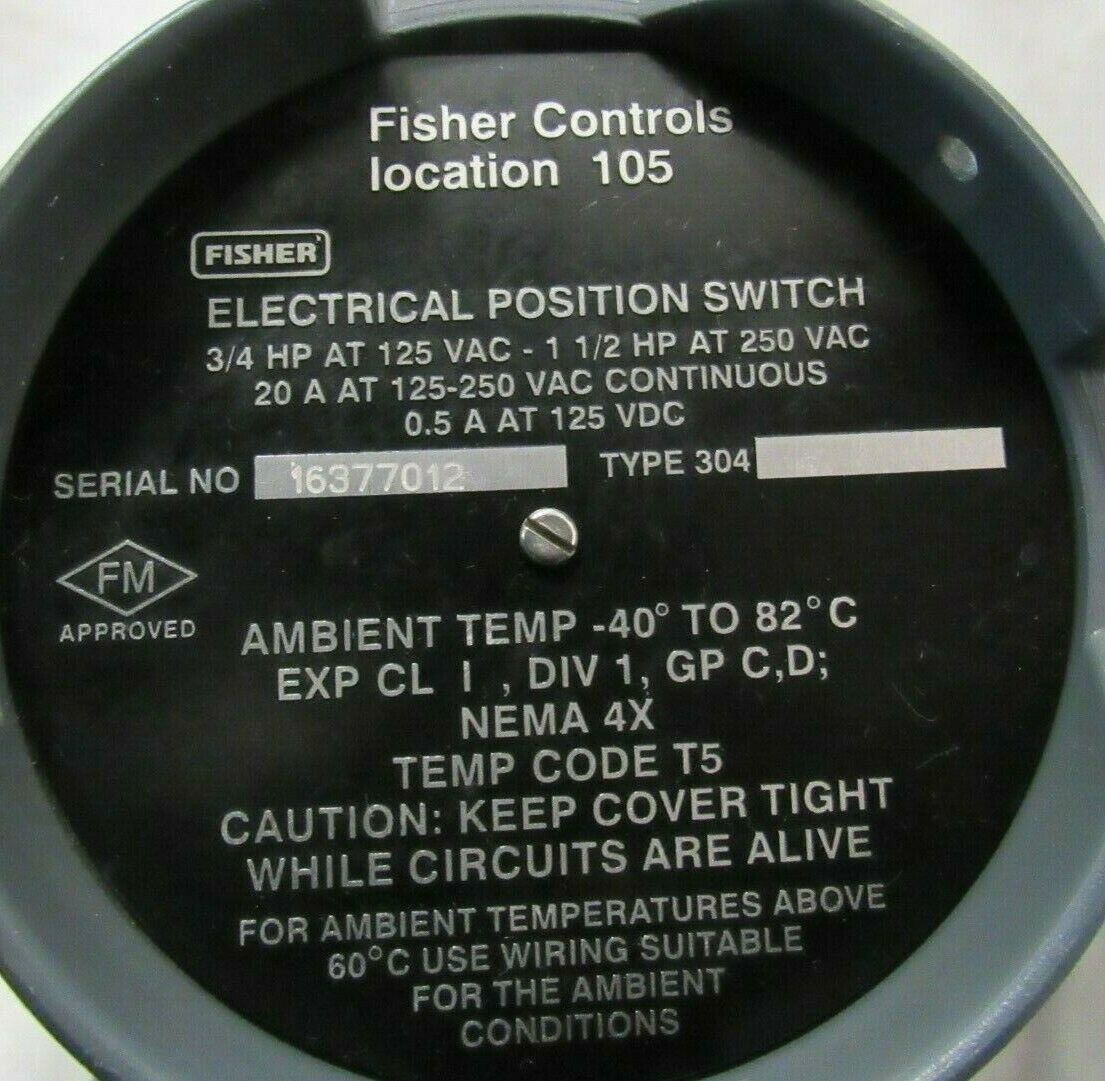 Fisher Controls
location 105
FISHER
ELECTRICAL POSITION SWITCH
3/4 HP AT 125 VAC - 1 1/2 HP AT 250 VAC
20 A AT 125-250 VAC CONTINUOUS
0.5 A AT 125 VDC
SERIAL NO 16377012 TYPE 304
FM
APPROVED
AMBIENT TEMP -40° TO 82°C
EXP CL I , DIV 1, GP C,D;
NEMA 4X
TEMP CODE T5
CAUTION: KEEP COVER TIGHT
WHILE CIRCUITS ARE ALIVE
FOR AMBIENT TEMPERATURES ABOVE
60°C USE WIRING SUITABLE
FOR THE AMBIENT
CONDITIONS